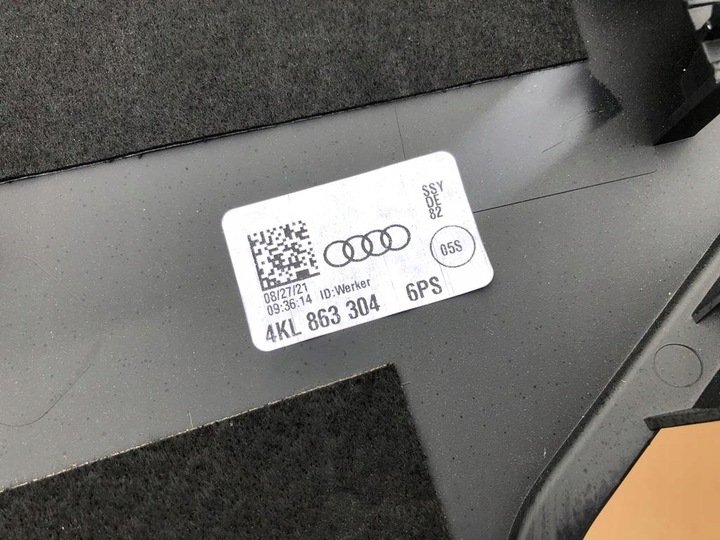 SSY
DE
82
05S
08/27/21
09:36:14 ID:Werker
4KL 863 304 6PS